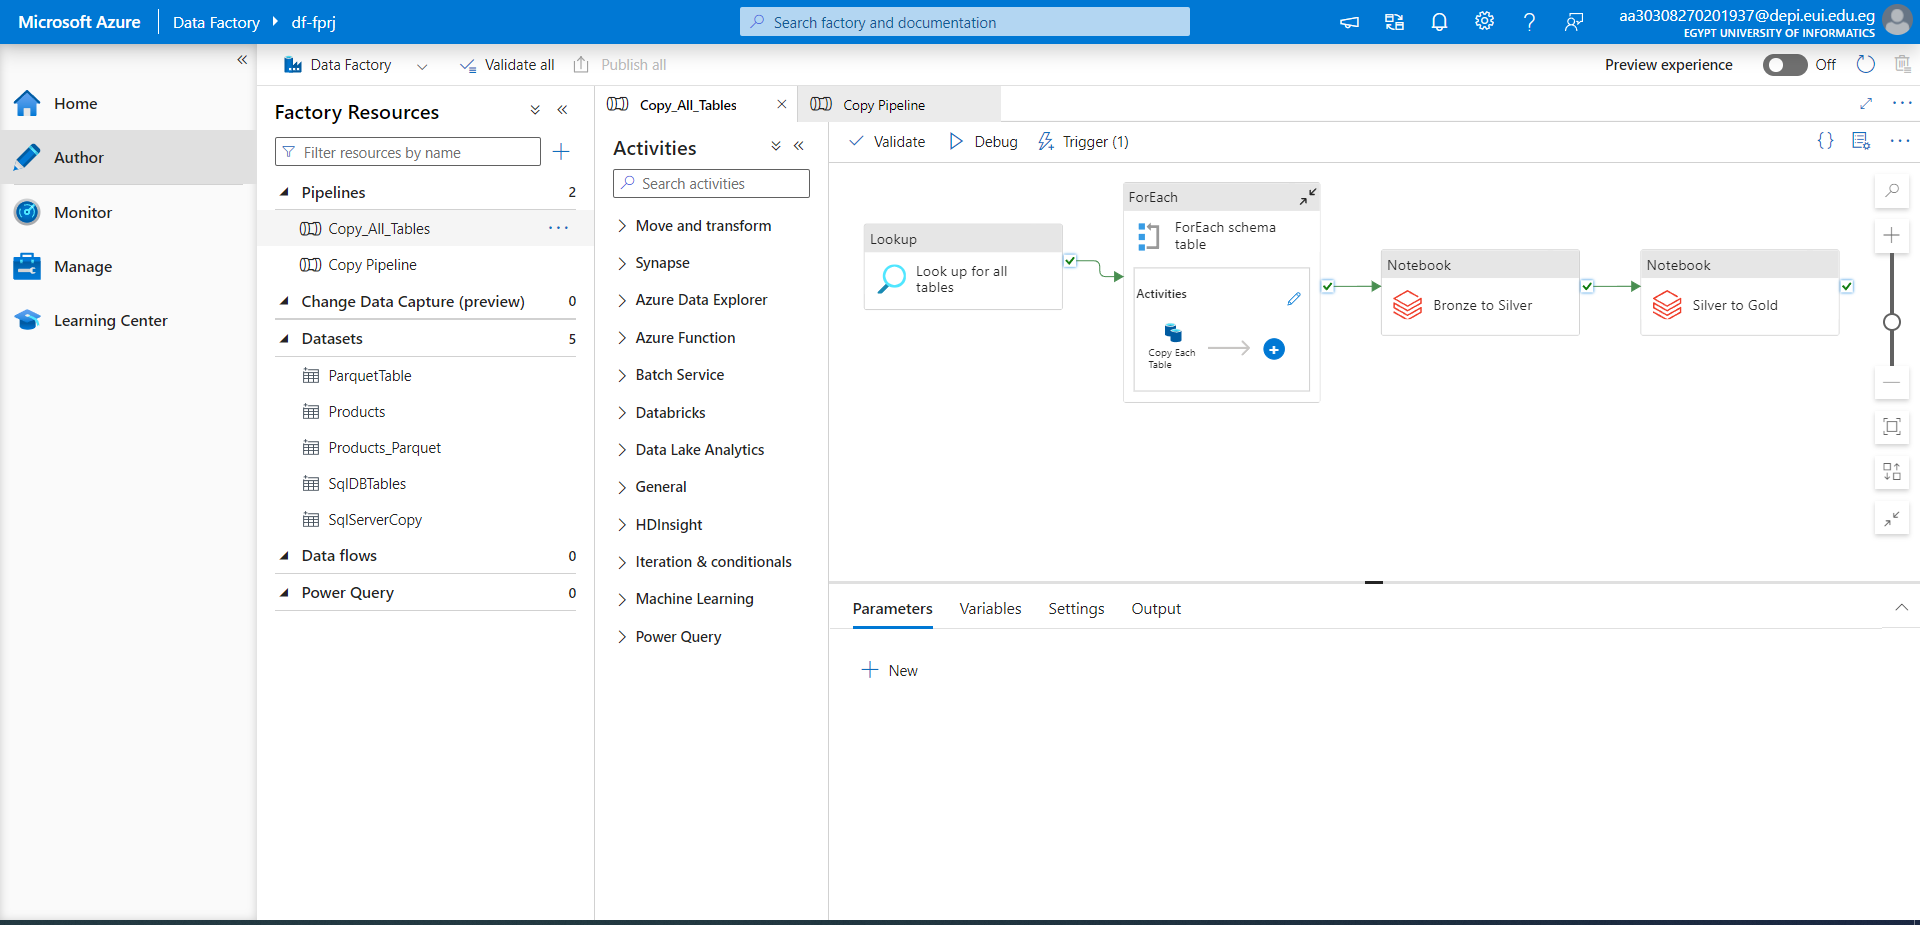 Microsoft Azure
Data Factory
df-fprj
Search factory and documentation
aa30308270201937@depi.eui.edu.eg
EGYPT UNIVERSITY OF INFORMATICS
Home
Author
Monitor
Manage
Learning Center
Data Factory
Validate all
Publish all
Preview experience
Off
Factory Resources
Filter resources by name
Pipelines 2
Copy_All_Tables
Copy Pipeline
Change Data Capture (preview) 0
Datasets 5
ParquetTable
Products
Products_Parquet
SqlDBTables
SqlServerCopy
Data flows 0
Power Query 0
Copy_All_Tables
Copy Pipeline
Activities
Search activities
Move and transform
Synapse
Azure Data Explorer
Azure Function
Batch Service
Databricks
Data Lake Analytics
General
HDInsight
Iteration & conditionals
Machine Learning
Power Query
Validate
Debug
Trigger (1)
Lookup
Look up for all
tables
ForEach
ForEach schema
table
Activities
Copy Each
Table
Notebook
Bronze to Silver
Notebook
Silver to Gold
Parameters
Variables
Settings
Output
New